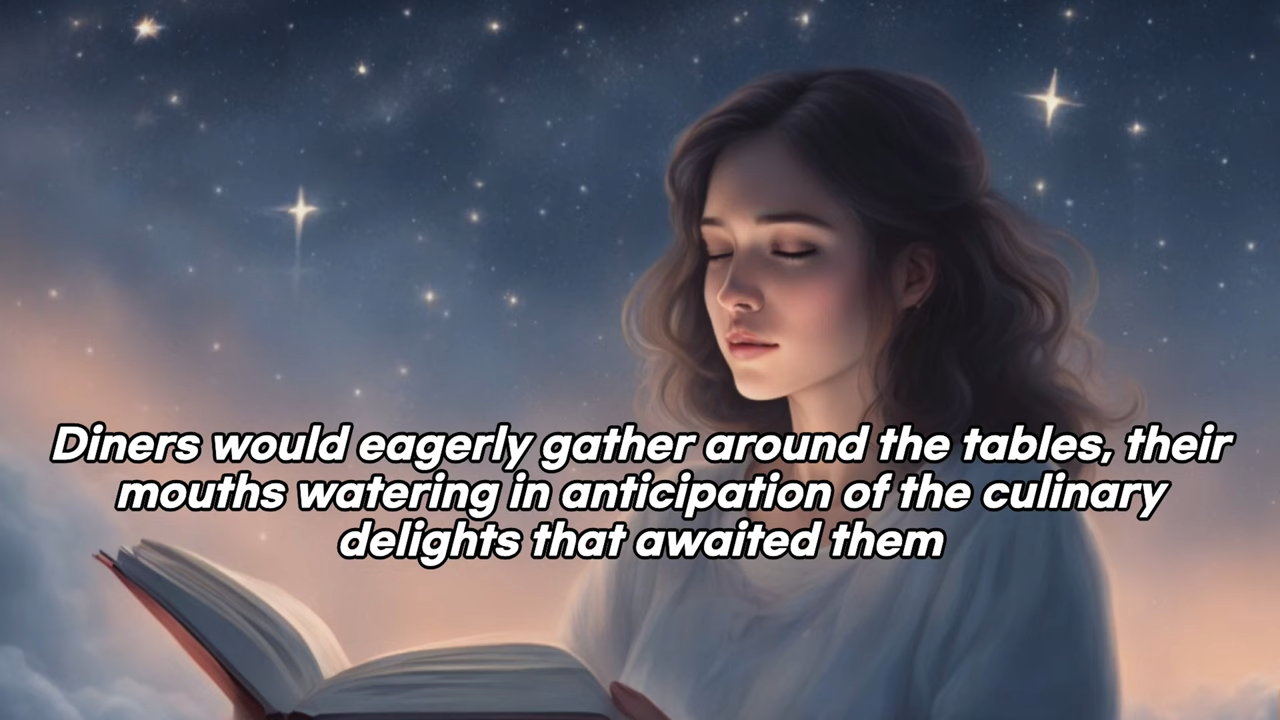 Diners would eagerly gather around the tables, their
mouths watering in anticipation of the culinary
delights that awaited them